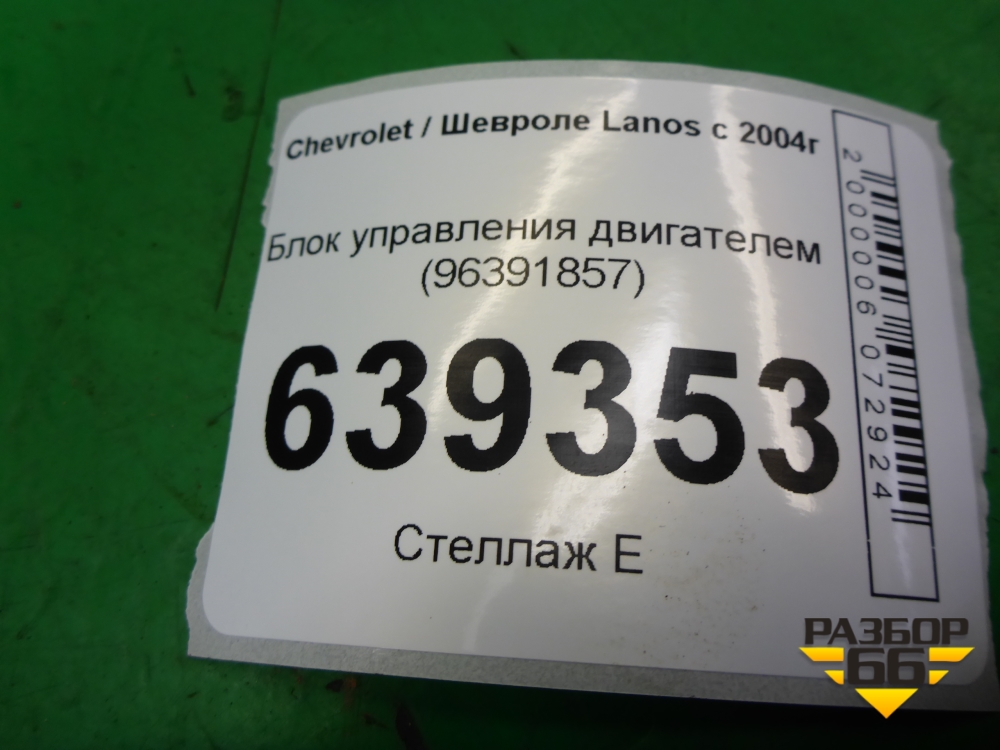 Chevrolet / Шевроле Lanos с 2004г
Блок управления двигателем
(96391857)
639353
Стеллаж Е
2000006072924
РАЗБОР
66